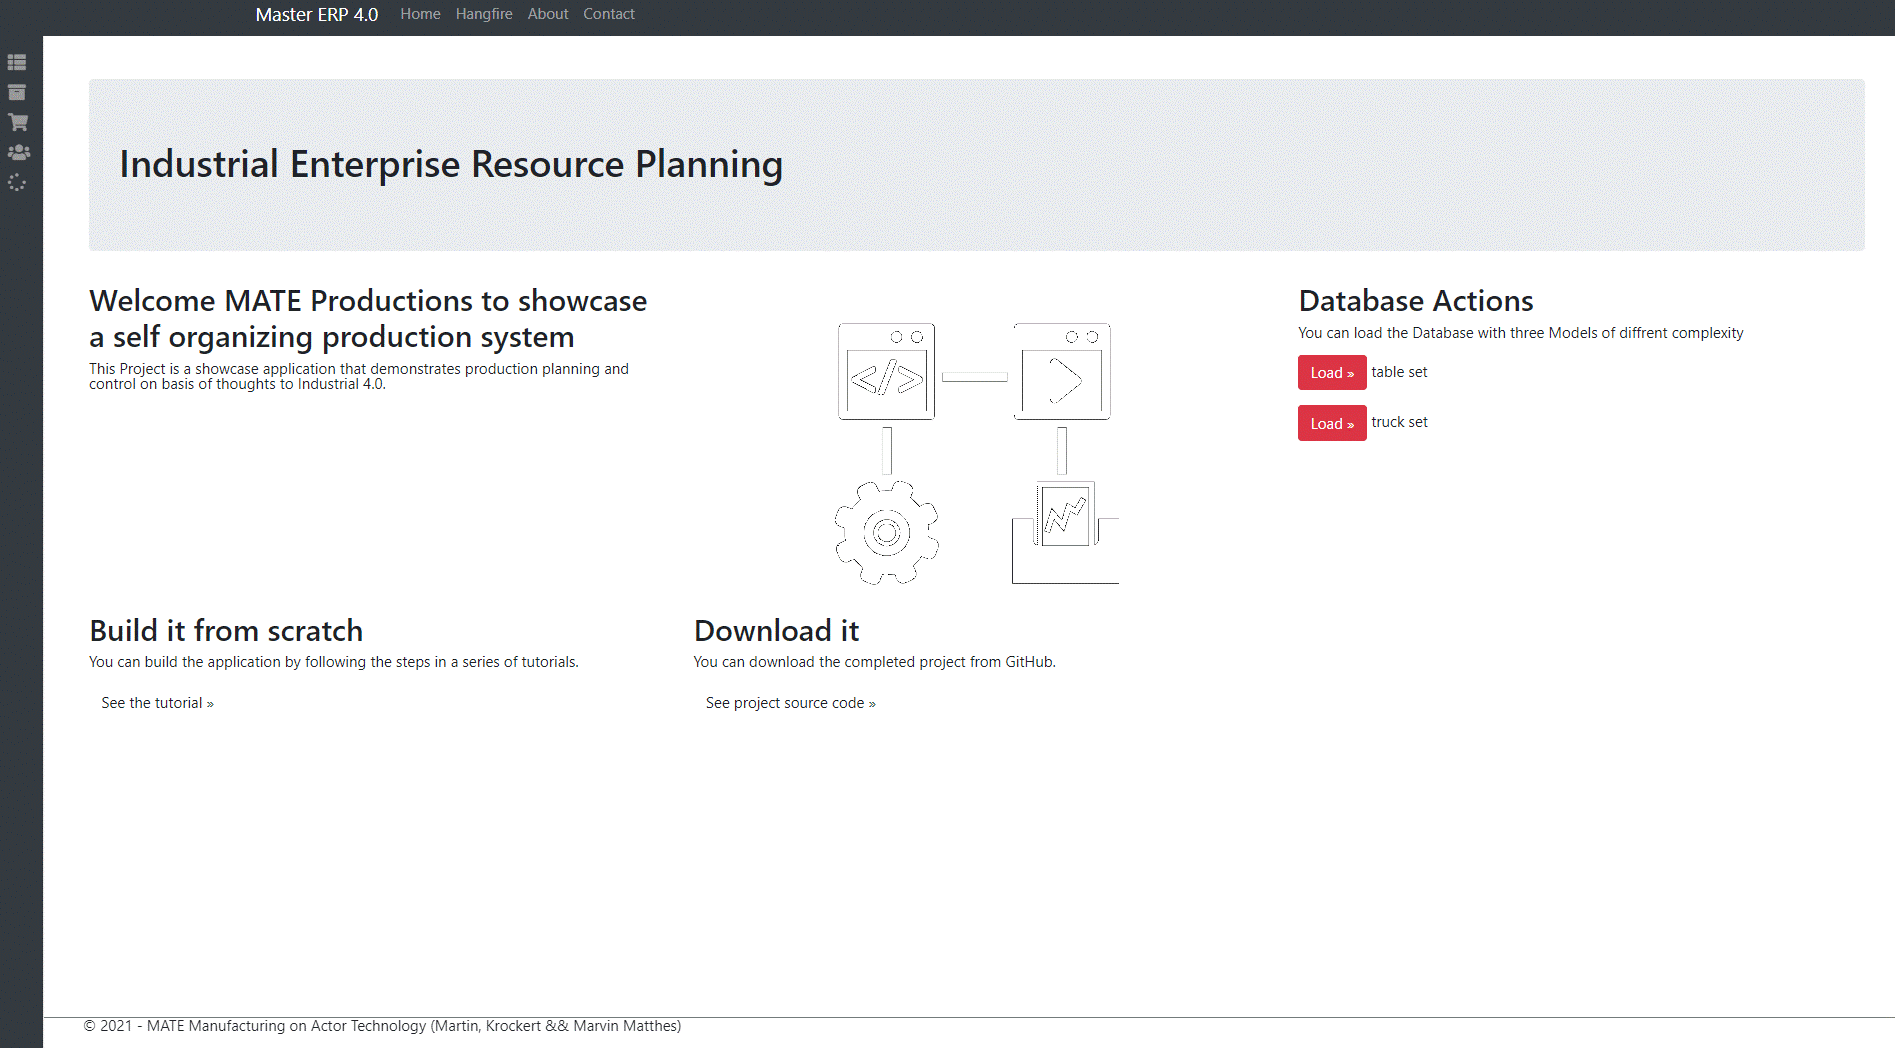 Master ERP 4.0 Home Hangfire About Contact
Industrial Enterprise Resource Planning
Welcome MATE Productions to showcase
a self organizing production system
This Project is a showcase application that demonstrates production planning and
control on basis of thoughts to Industrial 4.0.
</>
Database Actions
You can load the Database with three Models of diffrent complexity
Load » table set
Load » truck set
Build it from scratch
You can build the application by following the steps in a series of tutorials.
See the tutorial »
Download it
You can download the completed project from GitHub.
See project source code »
© 2021 - MATE Manufacturing on Actor Technology (Martin, Krockert && Marvin Matthes)